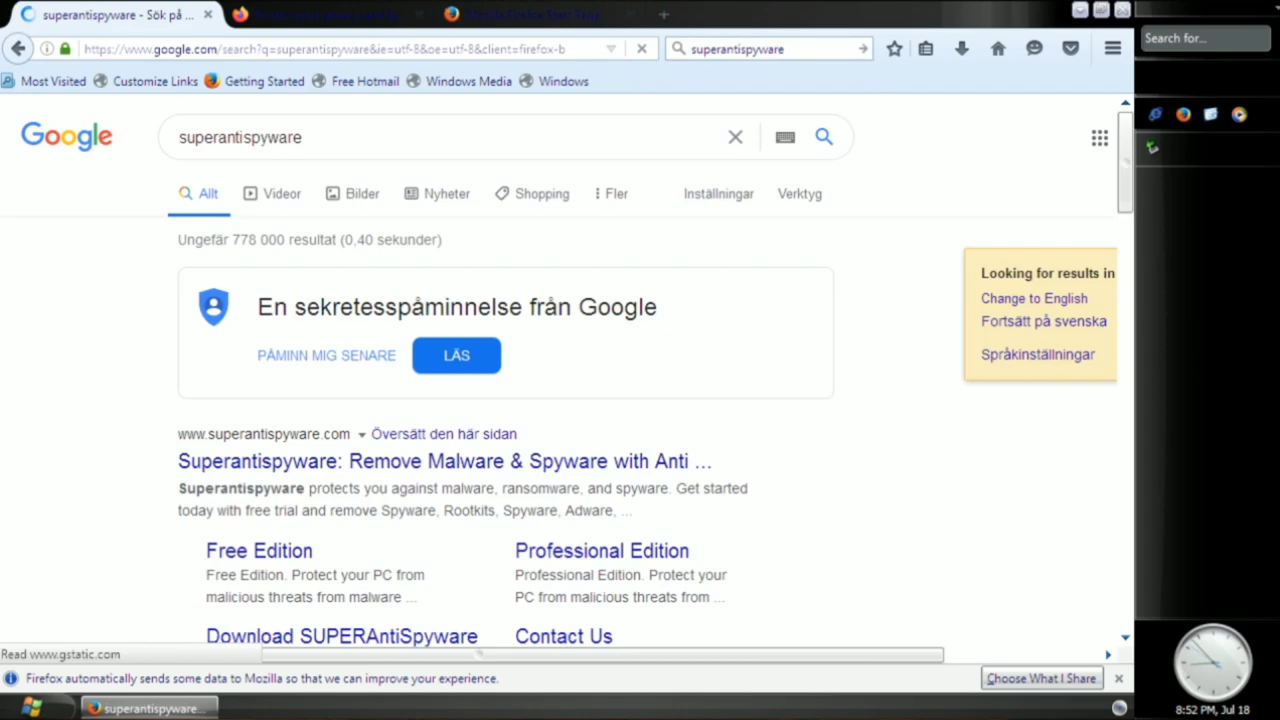 superantispyware - Sök på ...
Search for...
https://www.google.com/search?q=superantispyware&ie=utf-8&oe=utf-8&client=firefox-b
superantispyware
Most Visited Customize Links Getting Started Free Hotmail Windows Media Windows
Google
superantispyware
Allt Videor Bilder Nyheter Shopping Fler Inställningar Verktyg
Ungefär 778 000 resultat (0,40 sekunder)
Looking for results in
Change to English
Fortsätt på svenska
Språkinställningar
En sekretesspåminnelse från Google
PÅMINN MIG SENARE LÄS
www.superantispyware.com Översätt den här sidan
Superantispyware: Remove Malware & Spyware with Anti ...
Superantispyware protects you against malware, ransomware, and spyware. Get started
today with free trial and remove Spyware, Rootkits, Spyware, Adware, ...
Free Edition
Free Edition. Protect your PC from
malicious threats from malware ...
Professional Edition
Professional Edition. Protect your
PC from malicious threats from ...
Download SUPERAntiSpyware
Contact Us
Read www.gstatic.com
Firefox automatically sends some data to Mozilla so that we can improve your experience.
Choose What I Share
superantispyware...
8:52 PM, Jul 18